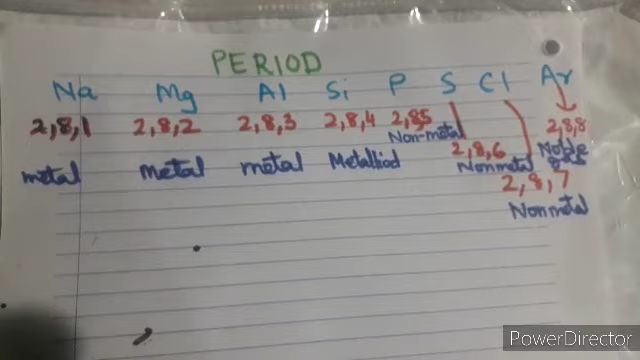 PERIOD
Na Mg Al Si P S Cl Ar
2,8,1 2,8,2 2,8,3 2,8,4 2,85 2,8,8
Non-metal
2,8,6 Noble
metal metal metal Metalliod Nonmetal gas
2,8,7
Nonmetal
PowerDirector